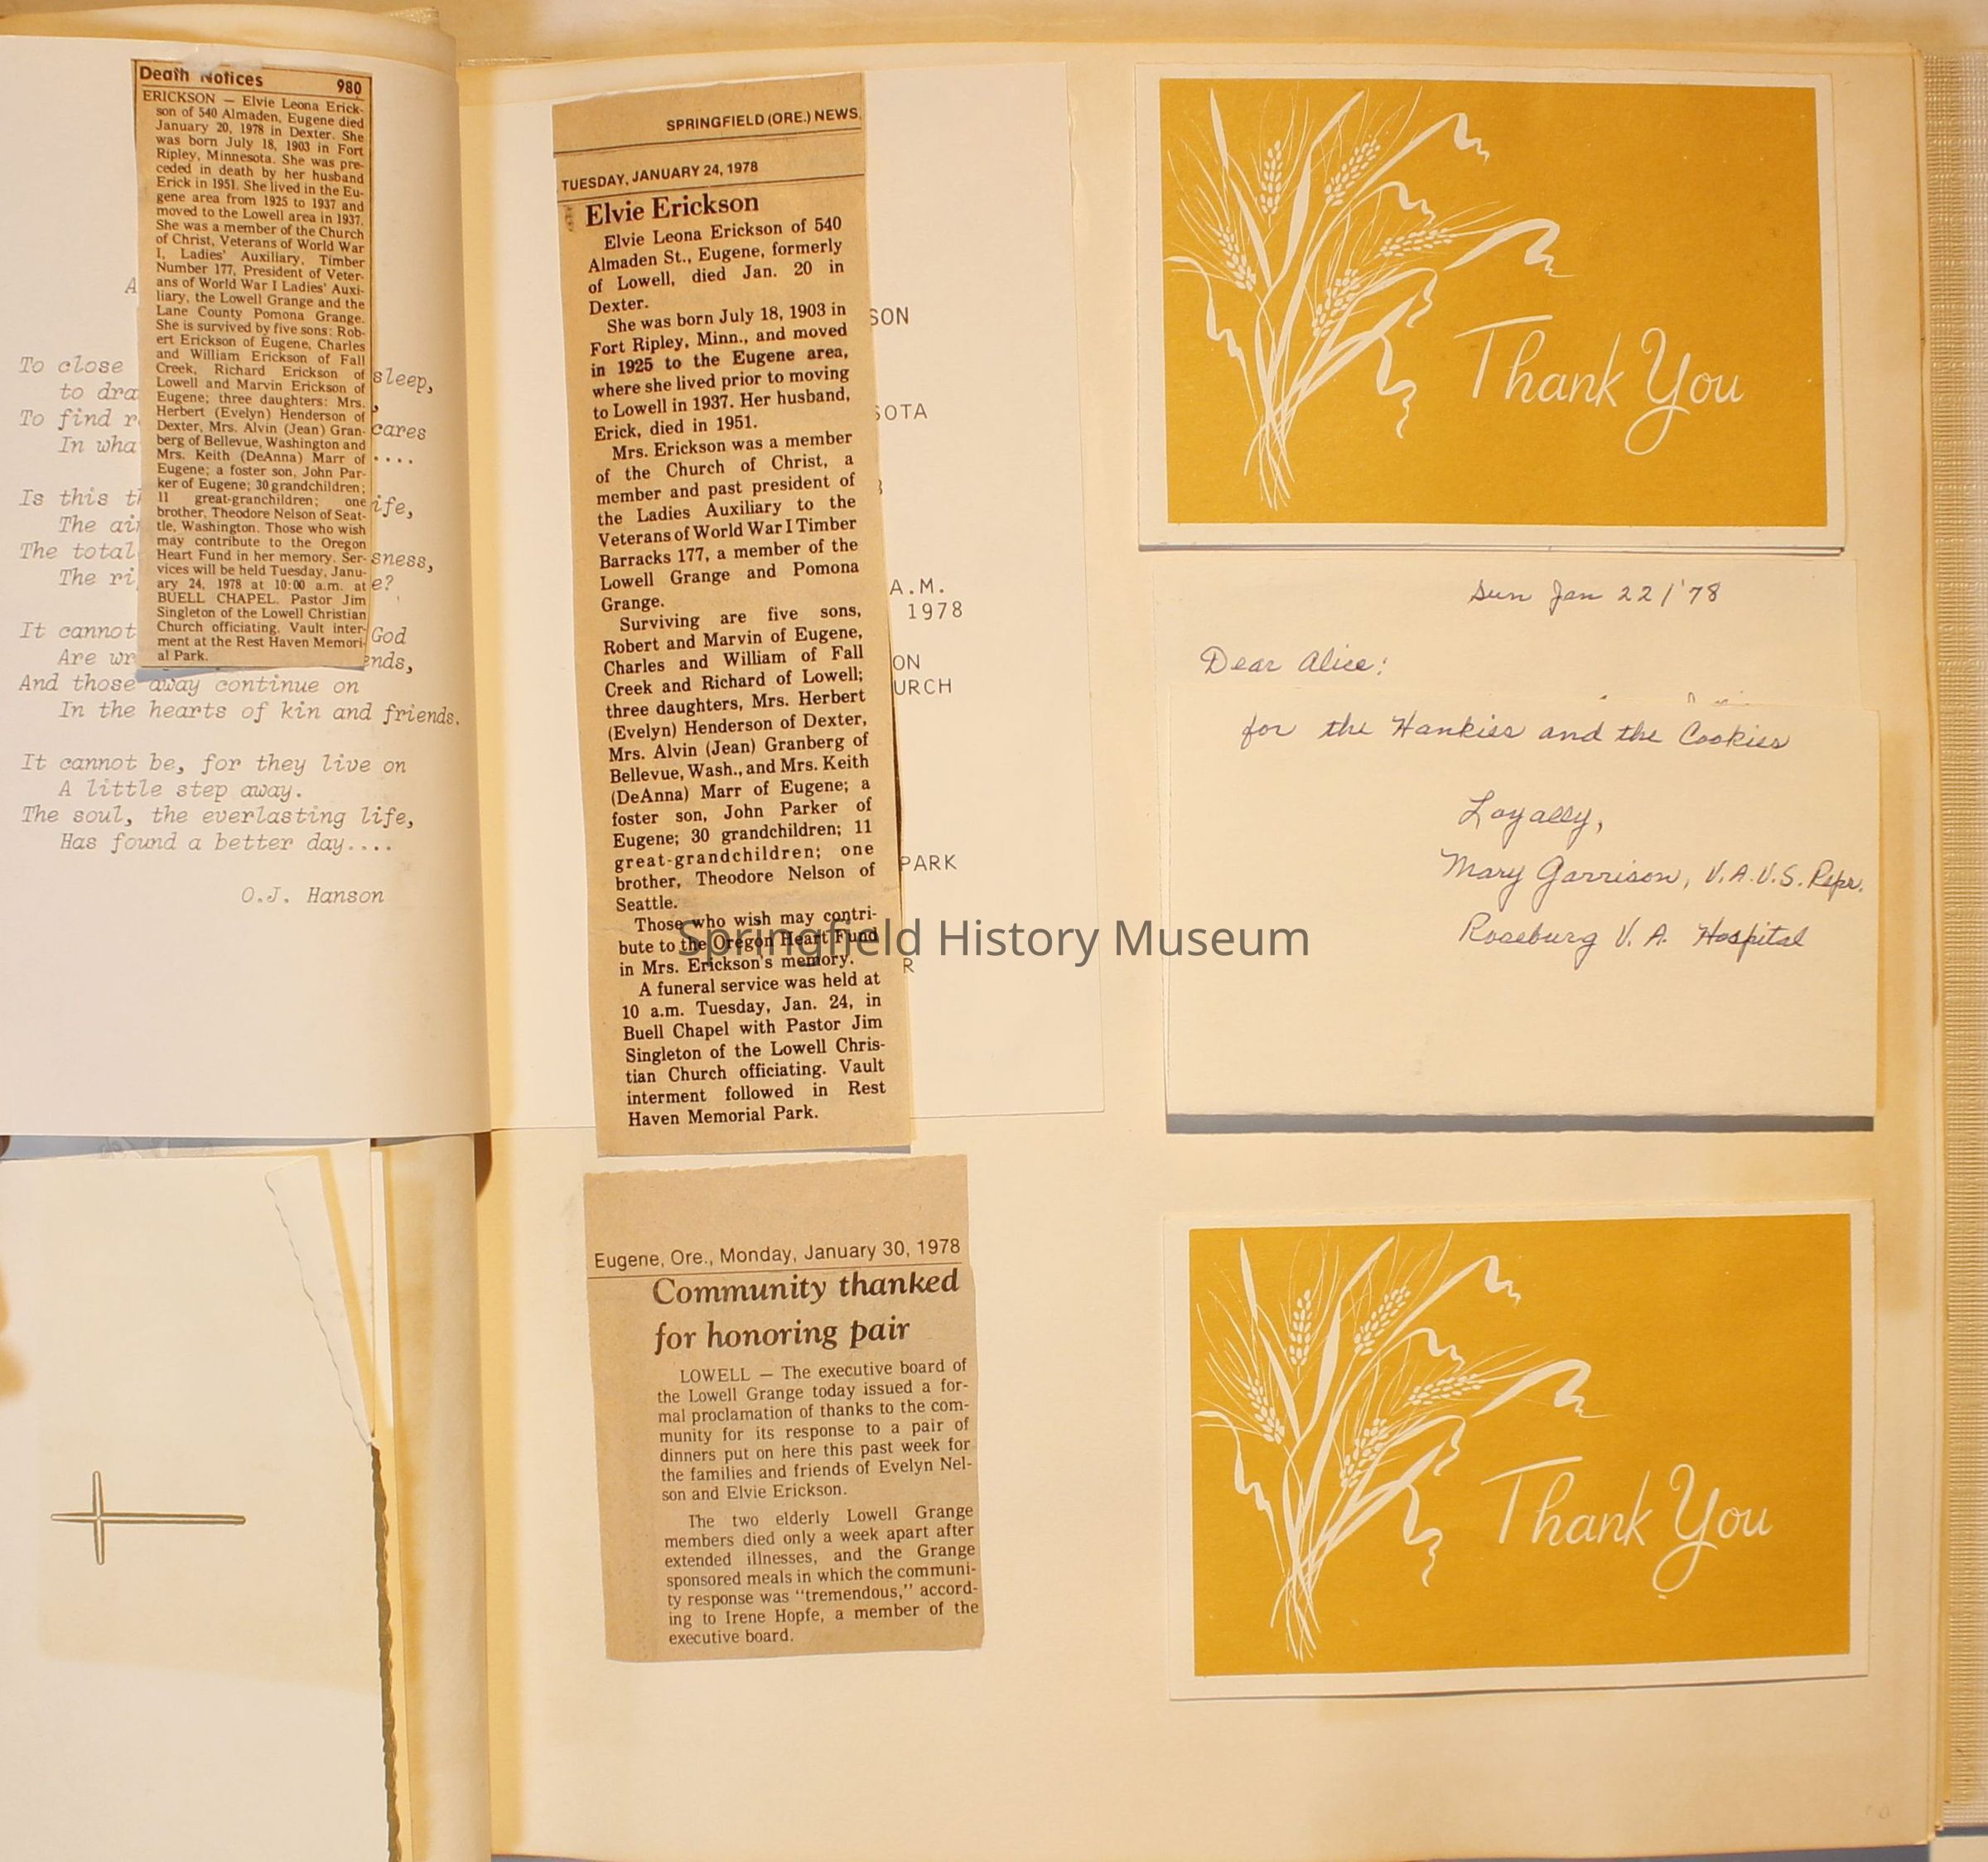 Death Notices 980
ERICKSON — Elvie Leona Erick-
son of 540 Almaden, Eugene died
January 20, 1978 in Dexter. She
was born July 18, 1903 in Fort
Ripley, Minnesota. She was pre-
ceded in death by her husband
Erick in 1951. She lived in the Eu-
gene area from 1925 to 1937 and
moved to the Lowell area in 1937.
She was a member of the Church
of Christ, Veterans of World War
I, Ladies' Auxiliary, Timber
Number 177, President of Veter-
ans of World War I Ladies' Auxi-
liary, the Lowell Grange and the
Lane County Pomona Grange.
She is survived by five sons: Rob-
ert Erickson of Eugene, Charles
and William Erickson of Fall
Creek, Richard Erickson of
Lowell and Marvin Erickson of
Eugene; three daughters: Mrs.
Herbert (Evelyn) Henderson of
Dexter, Mrs. Alvin (Jean) Gran-
berg of Bellevue, Washington and
Mrs. Keith (DeAnna) Marr of
Eugene; a foster son, John Par-
ker of Eugene; 30 grandchildren;
11 great-granchildren; one
brother, Theodore Nelson of Seat-
tle, Washington. Those who wish
may contribute to the Oregon
Heart Fund in her memory. Ser-
vices will be held Tuesday, Janu-
ary 24, 1978 at 10:00 a.m. at
BUELL CHAPEL. Pastor Jim
Singleton of the Lowell Christian
Church officiating. Vault inter-
ment at the Rest Haven Memori-
al Park.
A
To close sleep,
to dra
To find r cares
In wha ....
Is this th ife,
The ai
The total sness,
The ri e?
It cannot God
Are wr ends,
And those away continue on
In the hearts of kin and friends.
It cannot be, for they live on
A little step away.
The soul, the everlasting life,
Has found a better day....
O.J. Hanson
SPRINGFIELD (ORE.) NEWS
TUESDAY, JANUARY 24, 1978
Elvie Erickson
Elvie Leona Erickson of 540
Almaden St., Eugene, formerly
of Lowell, died Jan. 20 in
Dexter.
She was born July 18, 1903 in
Fort Ripley, Minn., and moved
in 1925 to the Eugene area,
where she lived prior to moving
to Lowell in 1937. Her husband,
Erick, died in 1951.
Mrs. Erickson was a member
of the Church of Christ, a
member and past president of
the Ladies Auxiliary to the
Veterans of World War I Timber
Barracks 177, a member of the
Lowell Grange and Pomona
Grange.
Surviving are five sons,
Robert and Marvin of Eugene,
Charles and William of Fall
Creek and Richard of Lowell;
three daughters, Mrs. Herbert
(Evelyn) Henderson of Dexter,
Mrs. Alvin (Jean) Granberg of
Bellevue, Wash., and Mrs. Keith
(DeAnna) Marr of Eugene; a
foster son, John Parker of
Eugene; 30 grandchildren; 11
great-grandchildren; one
brother, Theodore Nelson of
Seattle.
Those who wish may contri-
bute to the Oregon Heart Fund
in Mrs. Erickson's memory.
A funeral service was held at
10 a.m. Tuesday, Jan. 24, in
Buell Chapel with Pastor Jim
Singleton of the Lowell Chris-
tian Church officiating. Vault
interment followed in Rest
Haven Memorial Park.
SON
SOTA
A.M.
1978
ON
URCH
PARK
R
Eugene, Ore., Monday, January 30, 1978
Community thanked
for honoring pair
LOWELL — The executive board of
the Lowell Grange today issued a for-
mal proclamation of thanks to the com-
munity for its response to a pair of
dinners put on here this past week for
the families and friends of Evelyn Nel-
son and Elvie Erickson.
The two elderly Lowell Grange
members died only a week apart after
extended illnesses, and the Grange
sponsored meals in which the communi-
ty response was "tremendous," accord-
ing to Irene Hopfe, a member of the
executive board.
Thank You
Sun Jan 22/'78
Dear Alice:
for the Hankies and the Cookies
Loyally,
Mary Garrison, V.A.V.S. Repr.
Roseburg V. A. Hospital
Thank You
Springfield History Museum